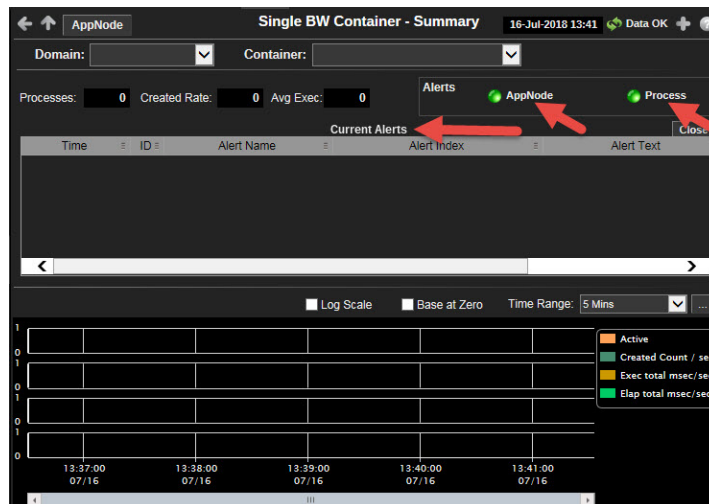 AppNode Single BW Container - Summary 16-Jul-2018 13:41 Data OK
Domain: Container:
Alerts
Processes: 0 Created Rate: 0 Avg Exec: 0 AppNode Process
Current Alerts Close
Time ID Alert Name Alert Index Alert Text
Log Scale Base at Zero Time Range: 5 Mins ...
1
Active
0
1
Created Count / se
Exec total msec/sec
0
1
Elap total msec/sec
0
1
0
13:37:00 13:38:00 13:39:00 13:40:00 13:41:00
07/16 07/16 07/16 07/16 07/16